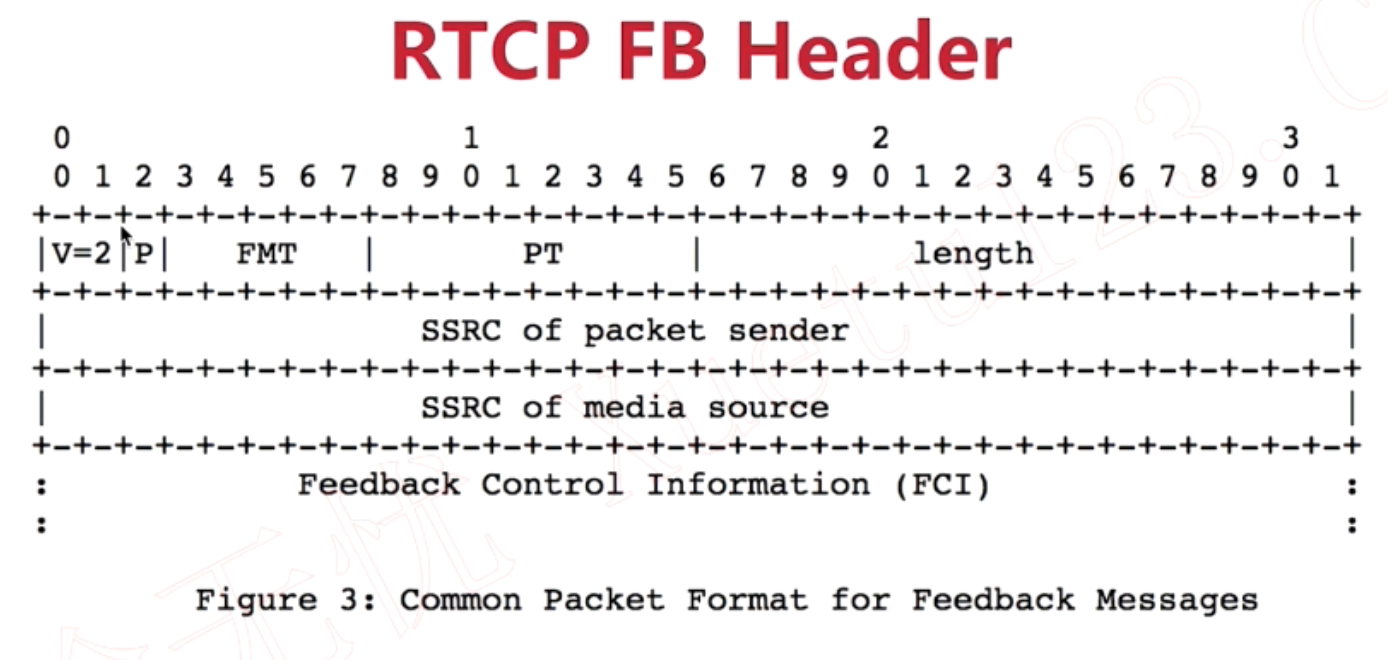 RTCP FB Header
0                   1                   2                   3
0 1 2 3 4 5 6 7 8 9 0 1 2 3 4 5 6 7 8 9 0 1 2 3 4 5 6 7 8 9 0 1
+-+-+-+-+-+-+-+-+-+-+-+-+-+-+-+-+-+-+-+-+-+-+-+-+-+-+-+-+-+-+-+-+
|V=2|P|   FMT   |       PT      |          length               |
+-+-+-+-+-+-+-+-+-+-+-+-+-+-+-+-+-+-+-+-+-+-+-+-+-+-+-+-+-+-+-+-+
|                  SSRC of packet sender                        |
+-+-+-+-+-+-+-+-+-+-+-+-+-+-+-+-+-+-+-+-+-+-+-+-+-+-+-+-+-+-+-+-+
|                  SSRC of media source                         |
+-+-+-+-+-+-+-+-+-+-+-+-+-+-+-+-+-+-+-+-+-+-+-+-+-+-+-+-+-+-+-+-+
:            Feedback Control Information (FCI)                 :
:                                                               :
Figure 3: Common Packet Format for Feedback Messages